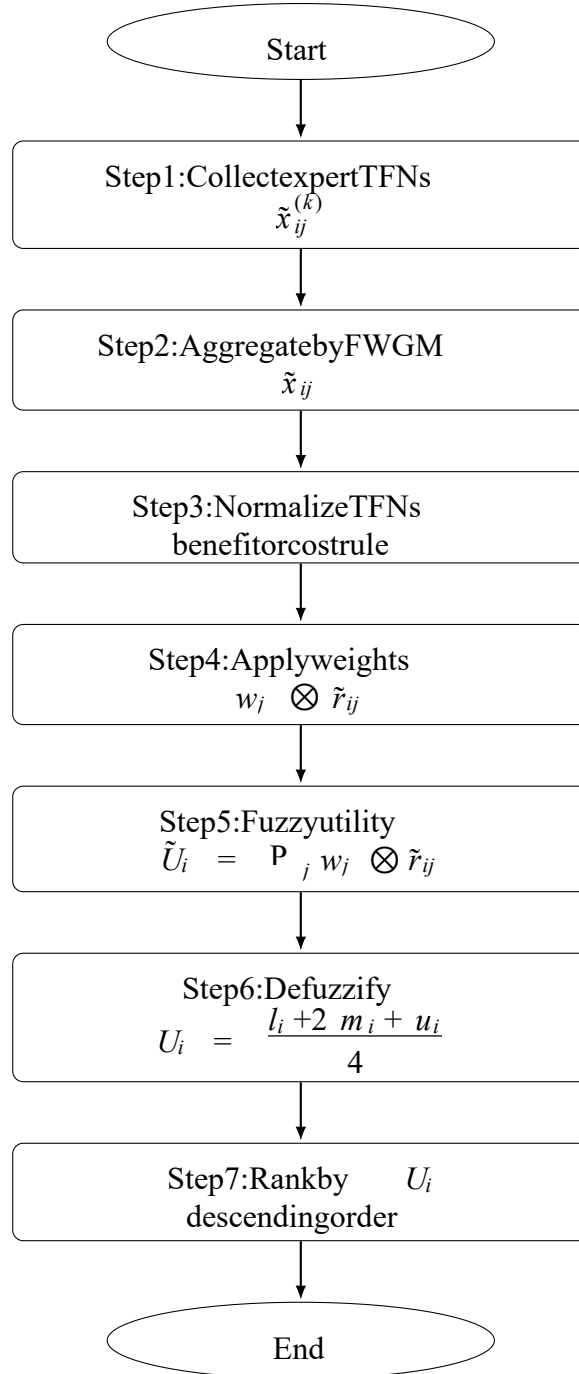 Start
Step1:CollectexpertTFNs
x̃ij(k)
Step2:AggregatebyFWGM
x̃ij
Step3:NormalizeTFNs
benefitorcostrule
Step4:Applyweights
wj ⊗ r̃ij
Step5:Fuzzyutility
Ũi = P j wj ⊗ r̃ij
Step6:Defuzzify
Ui = li +2 mi + ui
4
Step7:Rankby Ui
descendingorder
End